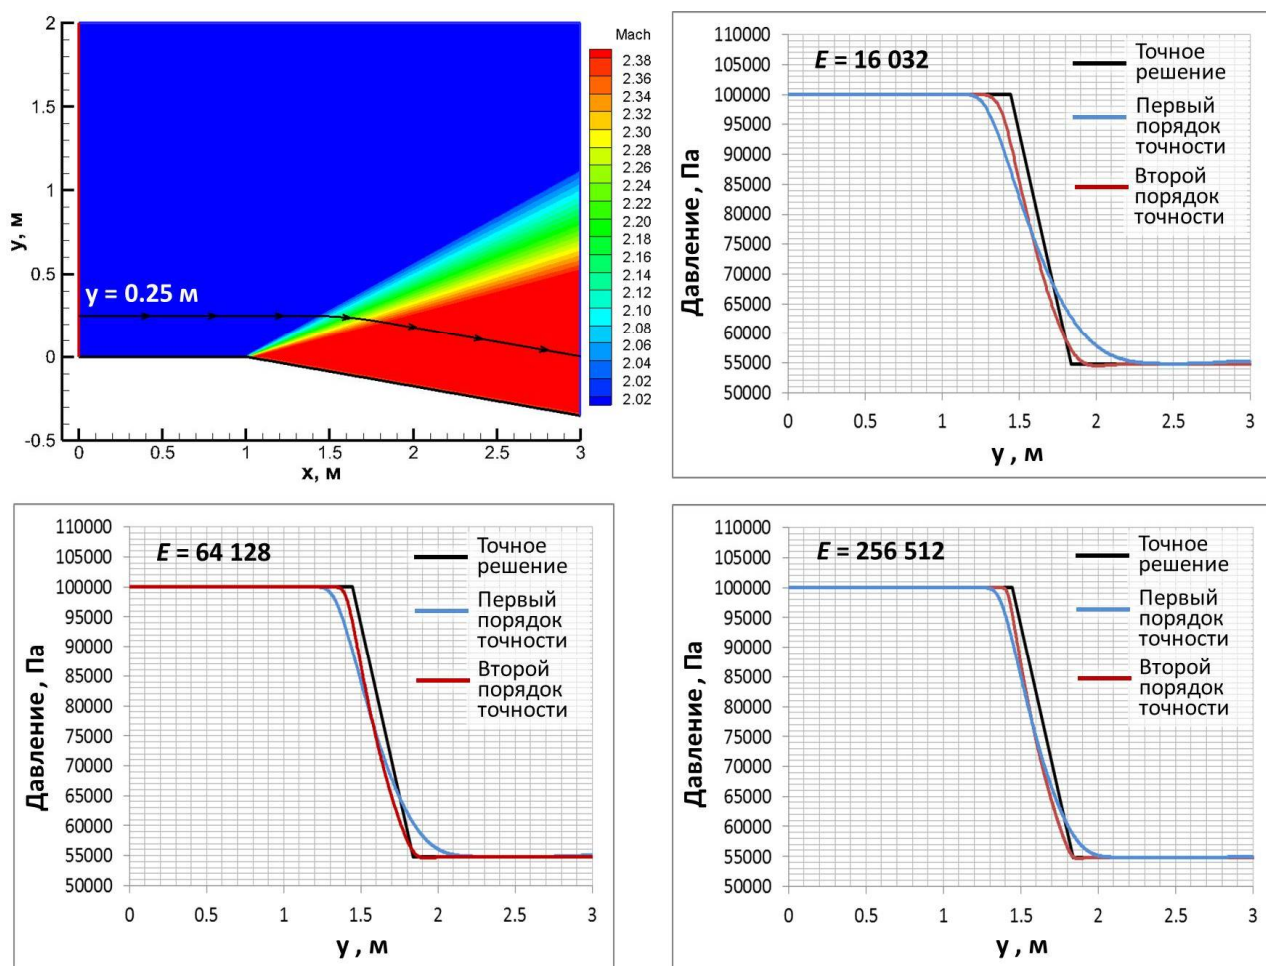 2
1.5
1
0.5
0
-0.5
y, м
y = 0.25 м
0
0.5
1
1.5
2
2.5
3
x, м
Mach
2.38
2.36
2.34
2.32
2.30
2.28
2.26
2.24
2.22
2.20
2.18
2.16
2.14
2.12
2.10
2.08
2.06
2.04
2.02
110000
105000
100000
95000
90000
85000
80000
75000
70000
65000
60000
55000
50000
Давление, Па
E = 16 032
Точное
решение
Первый
порядок
точности
Второй
порядок
точности
0
0.5
1
1.5
2
2.5
3
y , м
110000
105000
100000
95000
90000
85000
80000
75000
70000
65000
60000
55000
50000
Давление, Па
E = 64 128
Точное
решение
Первый
порядок
точности
Второй
порядок
точности
0
0.5
1
1.5
2
2.5
3
y , м
110000
105000
100000
95000
90000
85000
80000
75000
70000
65000
60000
55000
50000
Давление, Па
E = 256 512
Точное
решение
Первый
порядок
точности
Второй
порядок
точности
0
0.5
1
1.5
2
2.5
3
y , м